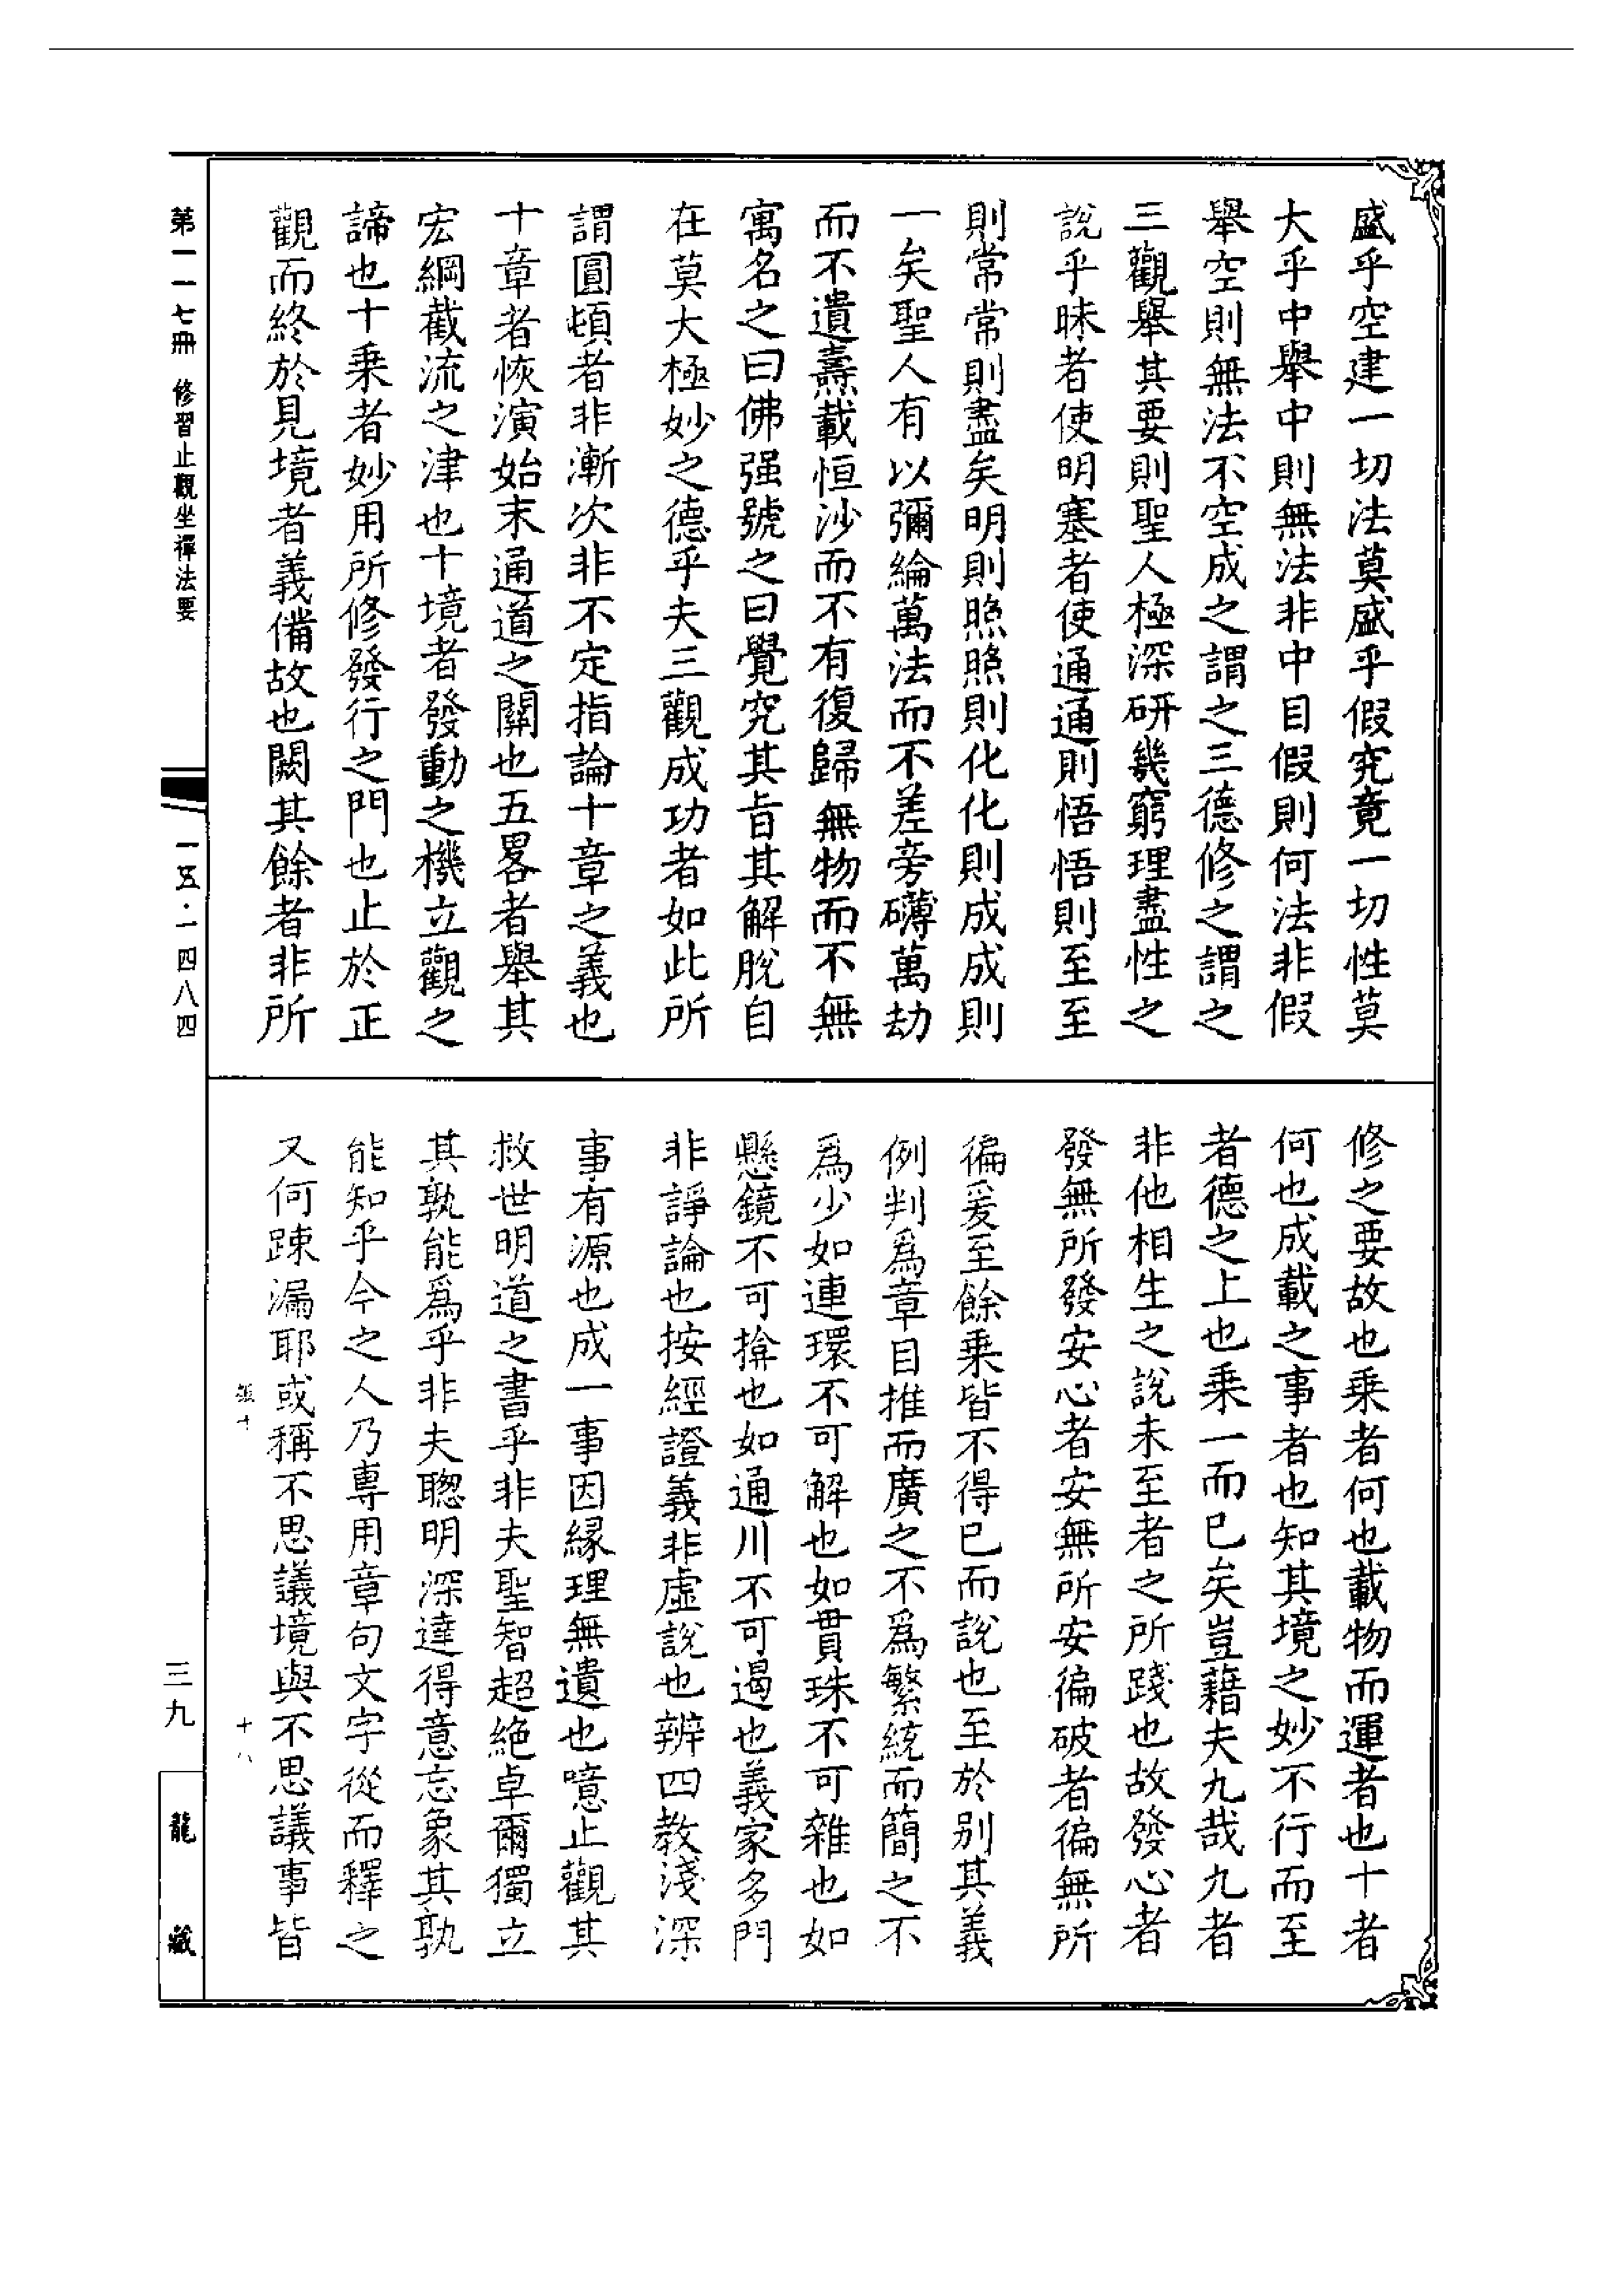 盛乎空建一切法莫盛乎假究竟一切性莫
大乎中舉中則無法非中目假則何法非假
舉空則無法不空成之謂之三德修之謂之
三觀舉其要則聖人極深研幾窮理盡性之
說乎昧者使明塞者使通通則悟悟則至至
則常常則盡矣明則照照則化化則成成則
一矣聖人有以彌綸萬法而不差旁礴萬劫
而不遺燾載恒沙而不有復歸無物而不無
寓名之曰佛强號之曰覺究其旨其解脫自
在莫大極妙之德乎夫三觀成功者如此所
謂圓頓者非漸次非不定指論十章之義也
十章者恢演始末通道之關也五畧者舉其
宏綱截流之津也十境者發動之機立觀之
諦也十乗者妙用所修發行之門也止於正
觀而終於見境者義備故也闕其餘者非所
修之要故也乗者何也載物而運者也十者
何也成載之事者也知其境之妙不行而至
者德之上也乗一而已矣豈藉夫九哉九者
非他相生之說未至者之所踐也故發心者
發無所發安心者安無所安徧破者徧無所
徧爰至餘乗皆不得已而說也至於别其義
例判爲章目推而廣之不爲繁統而簡之不
爲少如連環不可解也如貫珠不可雜也如
懸鏡不可揜也如通川不可遏也義家多門
非諍論也按經證義非虛說也辨四教淺深
事有源也成一事因緣理無遺也噫止觀其
救世明道之書乎非夫聖智超絶卓爾獨立
其孰能爲乎非夫聰明深達得意忘象其孰
能知乎今之人乃專用章句文字從而釋之
又何踈漏耶或稱不思議境與不思議事皆
十八
第一一七冊 修習止觀坐禪法要
一五·一四八四
三九
龍藏